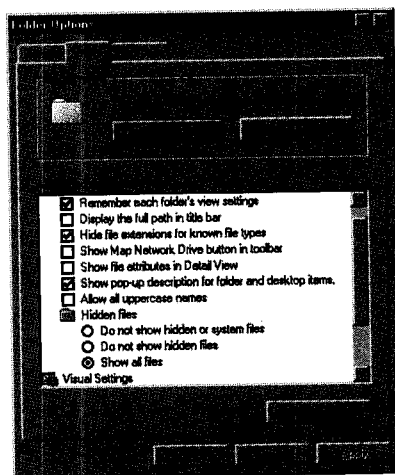 Folder Options
Remember each folder's view settings
Display the full path in title bar
Hide file extensions for known file types
Show Map Network Drive button in toolbar
Show file attributes in Detail View
Show pop-up description for folder and desktop items.
Allow all uppercase names
Hidden files
Do not show hidden or system files
Do not show hidden files
Show all files
Visual Settings